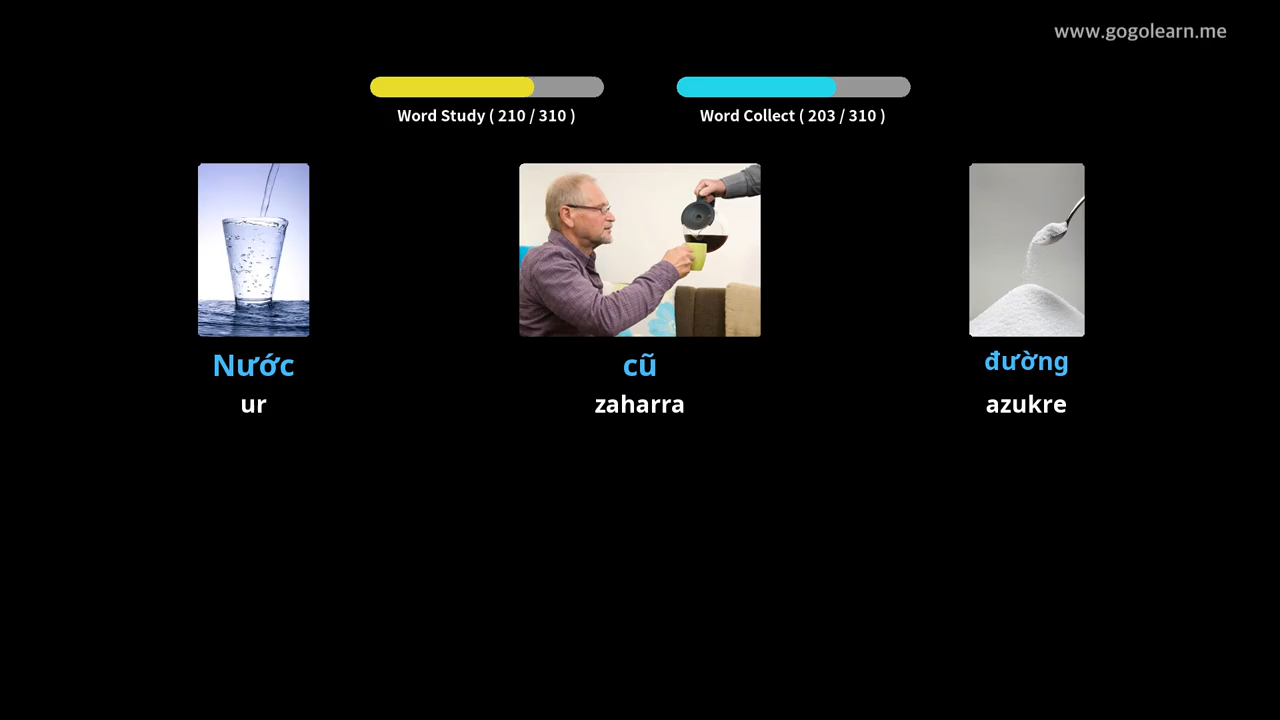 www.gogolearn.me
Word Study ( 210 / 310 )
Word Collect ( 203 / 310 )
Nước
cũ
đường
ur
zaharra
azukre